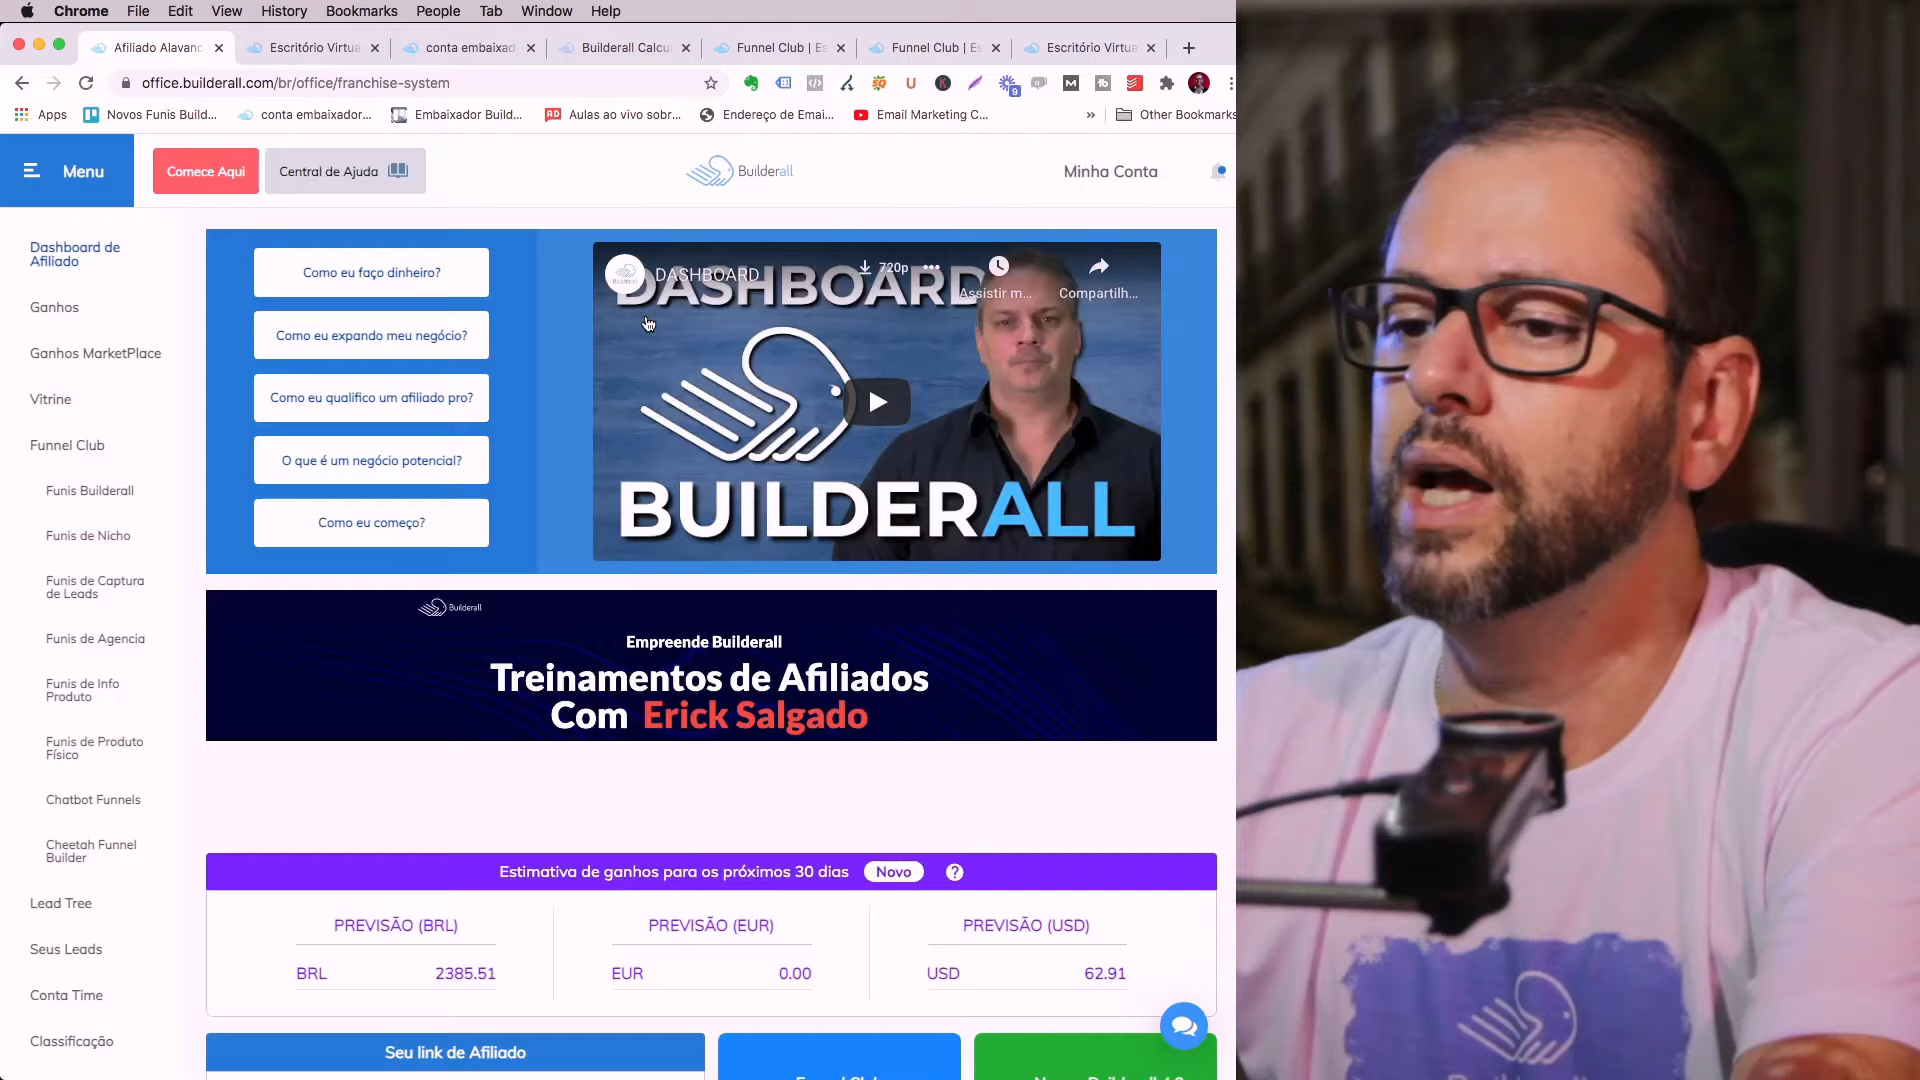 Chrome File Edit View History Bookmarks People Tab Window Help
Afiliado Alavanc
Escritório Virtua
conta embaixad
Builderall Calcu
Funnel Club | Es
Funnel Club | Es
Escritório Virtua
office.builderall.com/br/office/franchise-system
Apps
Novos Funis Build...
conta embaixador...
Embaixador Build...
Aulas ao vivo sobr...
Endereço de Emai...
Email Marketing C...
»
Other Bookmarks
Menu
Comece Aqui
Central de Ajuda
Builderall
Minha Conta
Dashboard de
Afiliado
Ganhos
Ganhos MarketPlace
Vitrine
Funnel Club
Funis Builderall
Funis de Nicho
Funis de Captura
de Leads
Funis de Agencia
Funis de Info
Produto
Funis de Produto
Físico
Chatbot Funnels
Cheetah Funnel
Builder
Lead Tree
Seus Leads
Conta Time
Classificação
Como eu faço dinheiro?
Como eu expando meu negócio?
Como eu qualifico um afiliado pro?
O que é um negócio potencial?
Como eu começo?
DASHBOARD
720p
Assistir m...
Compartilh...
DASHBOARD
BUILDERALL
Builderall
Empreende Builderall
Treinamentos de Afiliados
Com Erick Salgado
Estimativa de ganhos para os próximos 30 dias Novo ?
PREVISÃO (BRL)
BRL 2385.51
PREVISÃO (EUR)
EUR 0.00
PREVISÃO (USD)
USD 62.91
Seu link de Afiliado